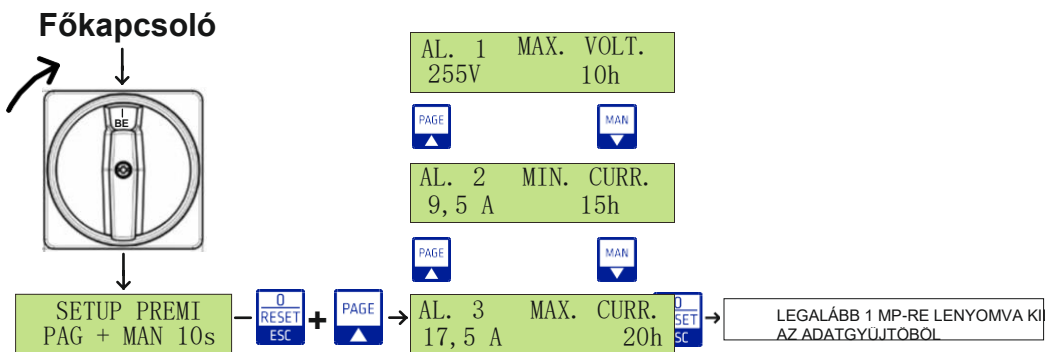 Főkapcsoló
I
BE
SETUP PREMI
PAG + MAN 10s
0
RESET
ESC
+
PAGE
AL. 1 MAX. VOLT.
255V 10h
PAGE
MAN
AL. 2 MIN. CURR.
9,5 A 15h
PAGE
MAN
AL. 3 MAX. CURR.
17,5 A 20h
LEGALÁBB 1 MP-RE LENYOMVA KI
AZ ADATGYÜJTÖBÖL